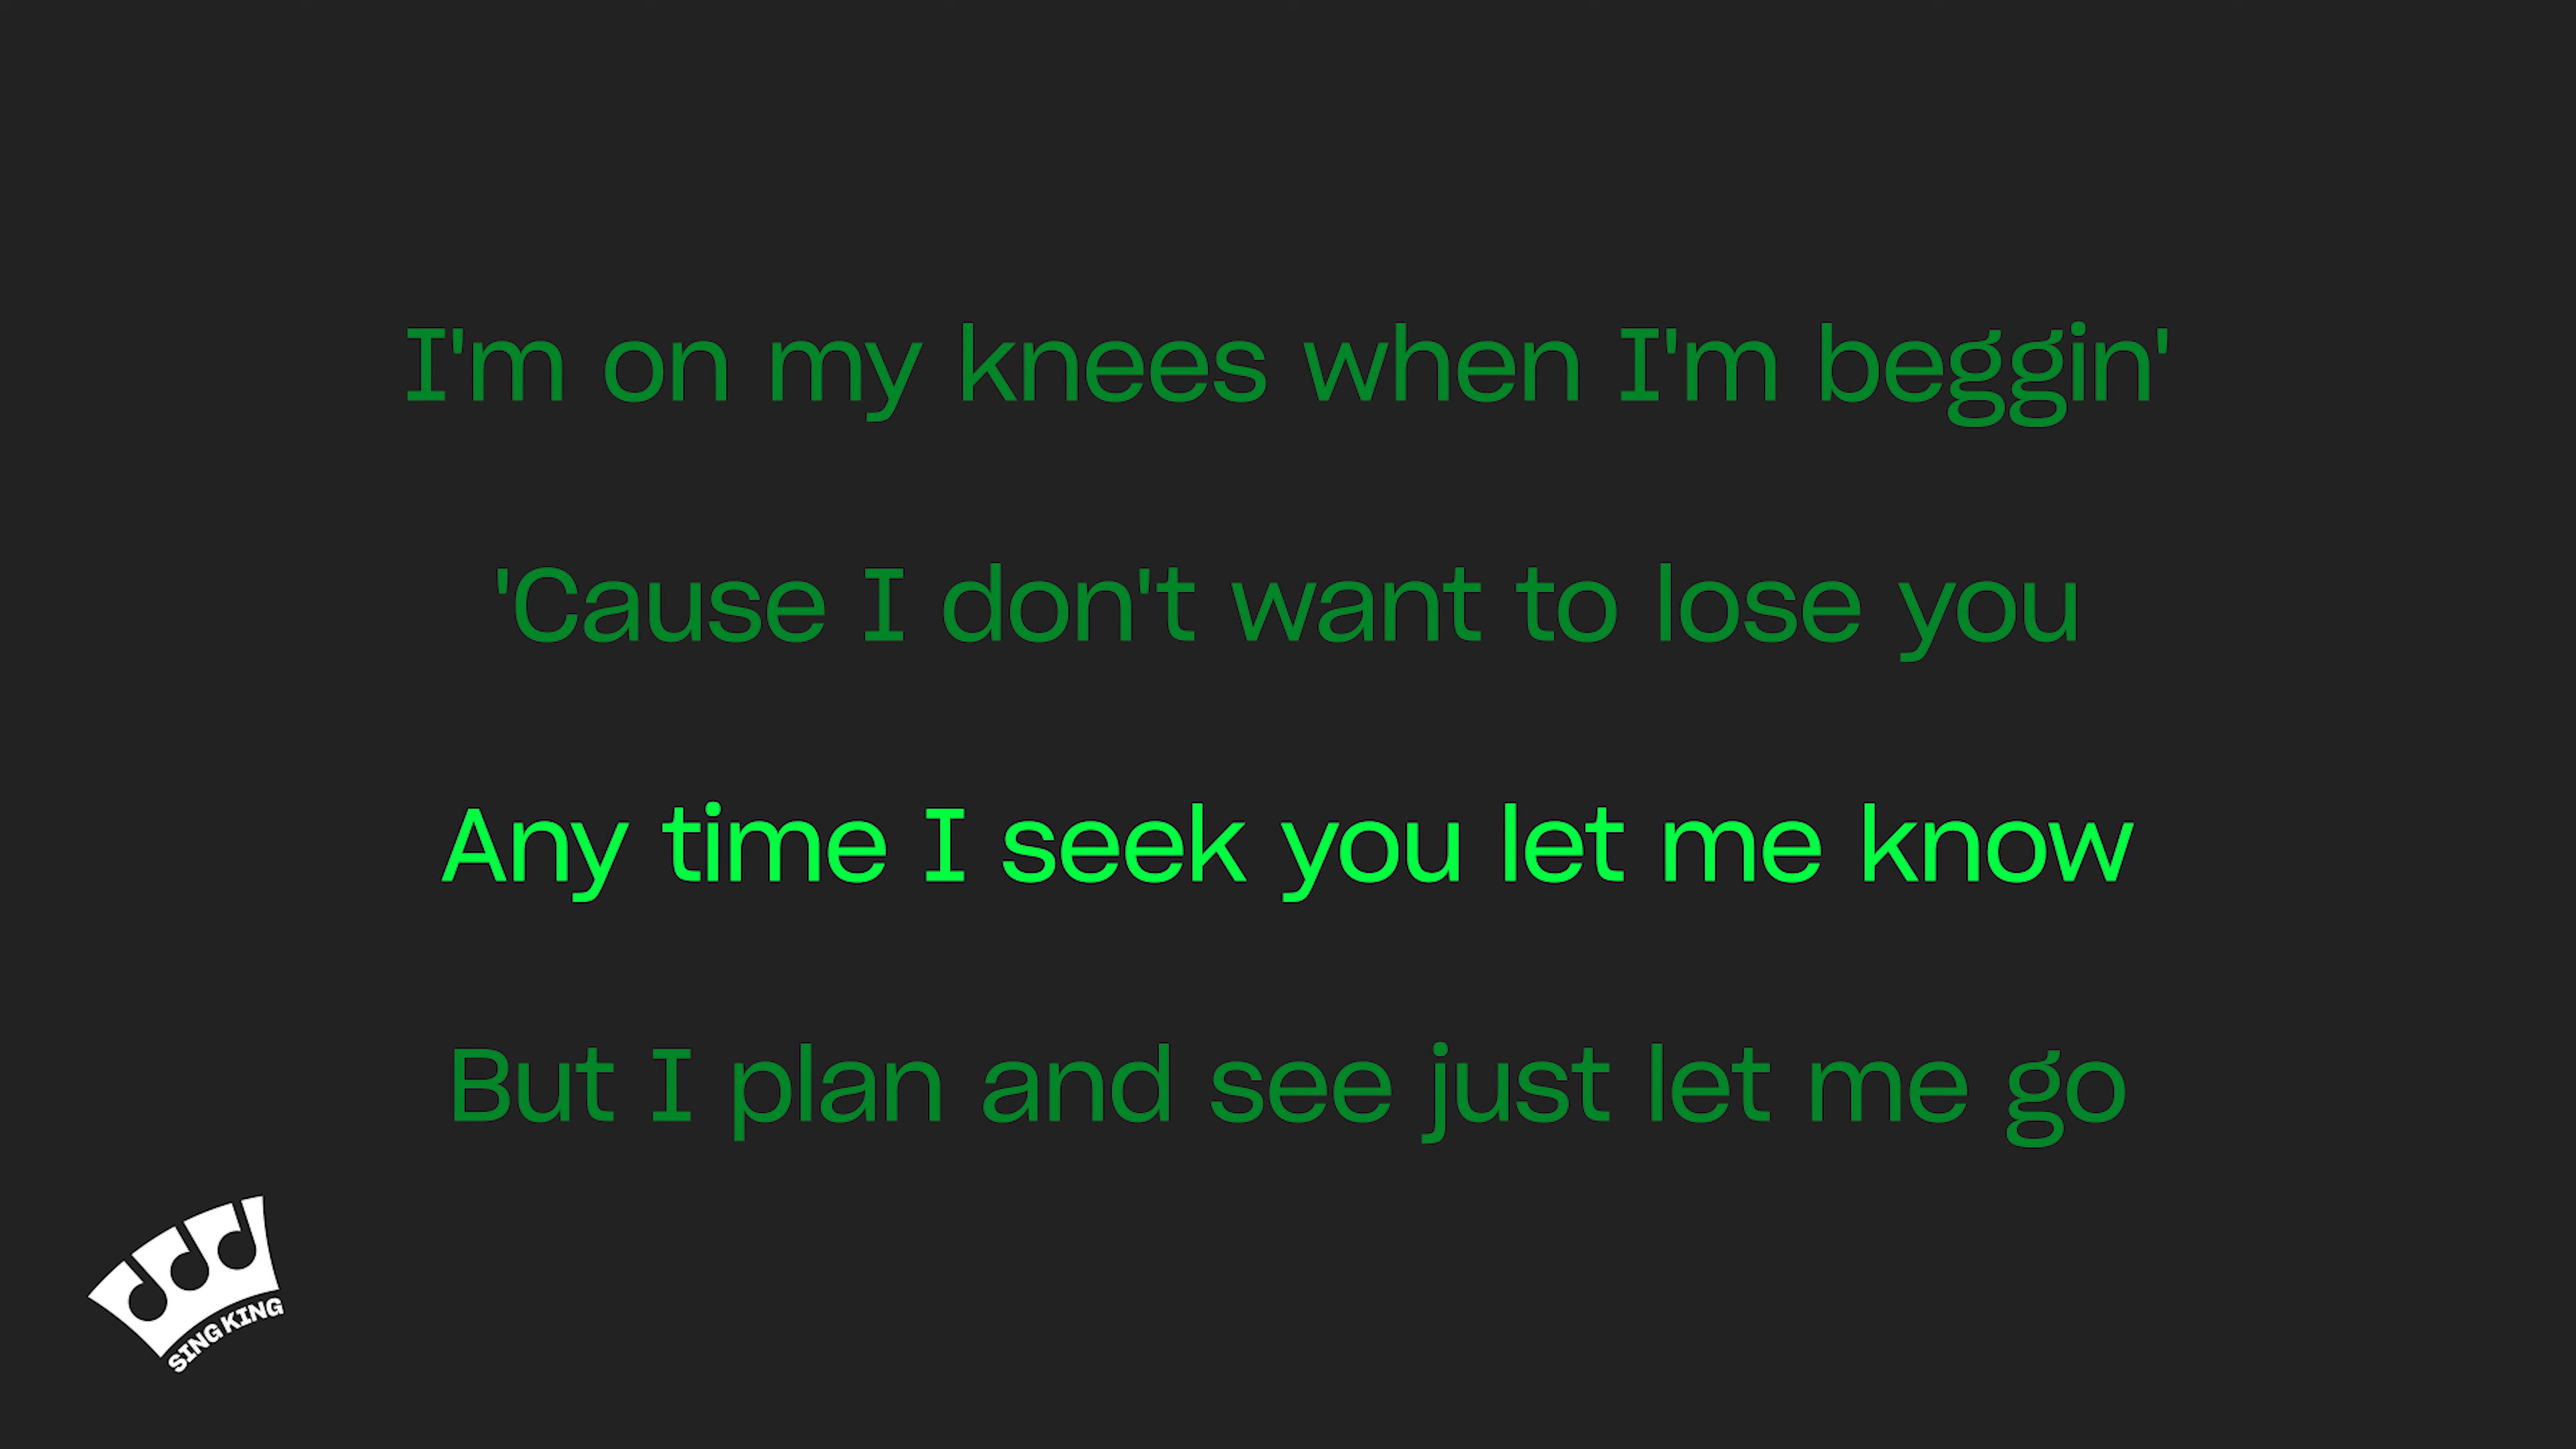 I'm on my knees when I'm beggin'
'Cause I don't want to lose you
Any time I seek you let me know
But I plan and see just let me go
SING KING